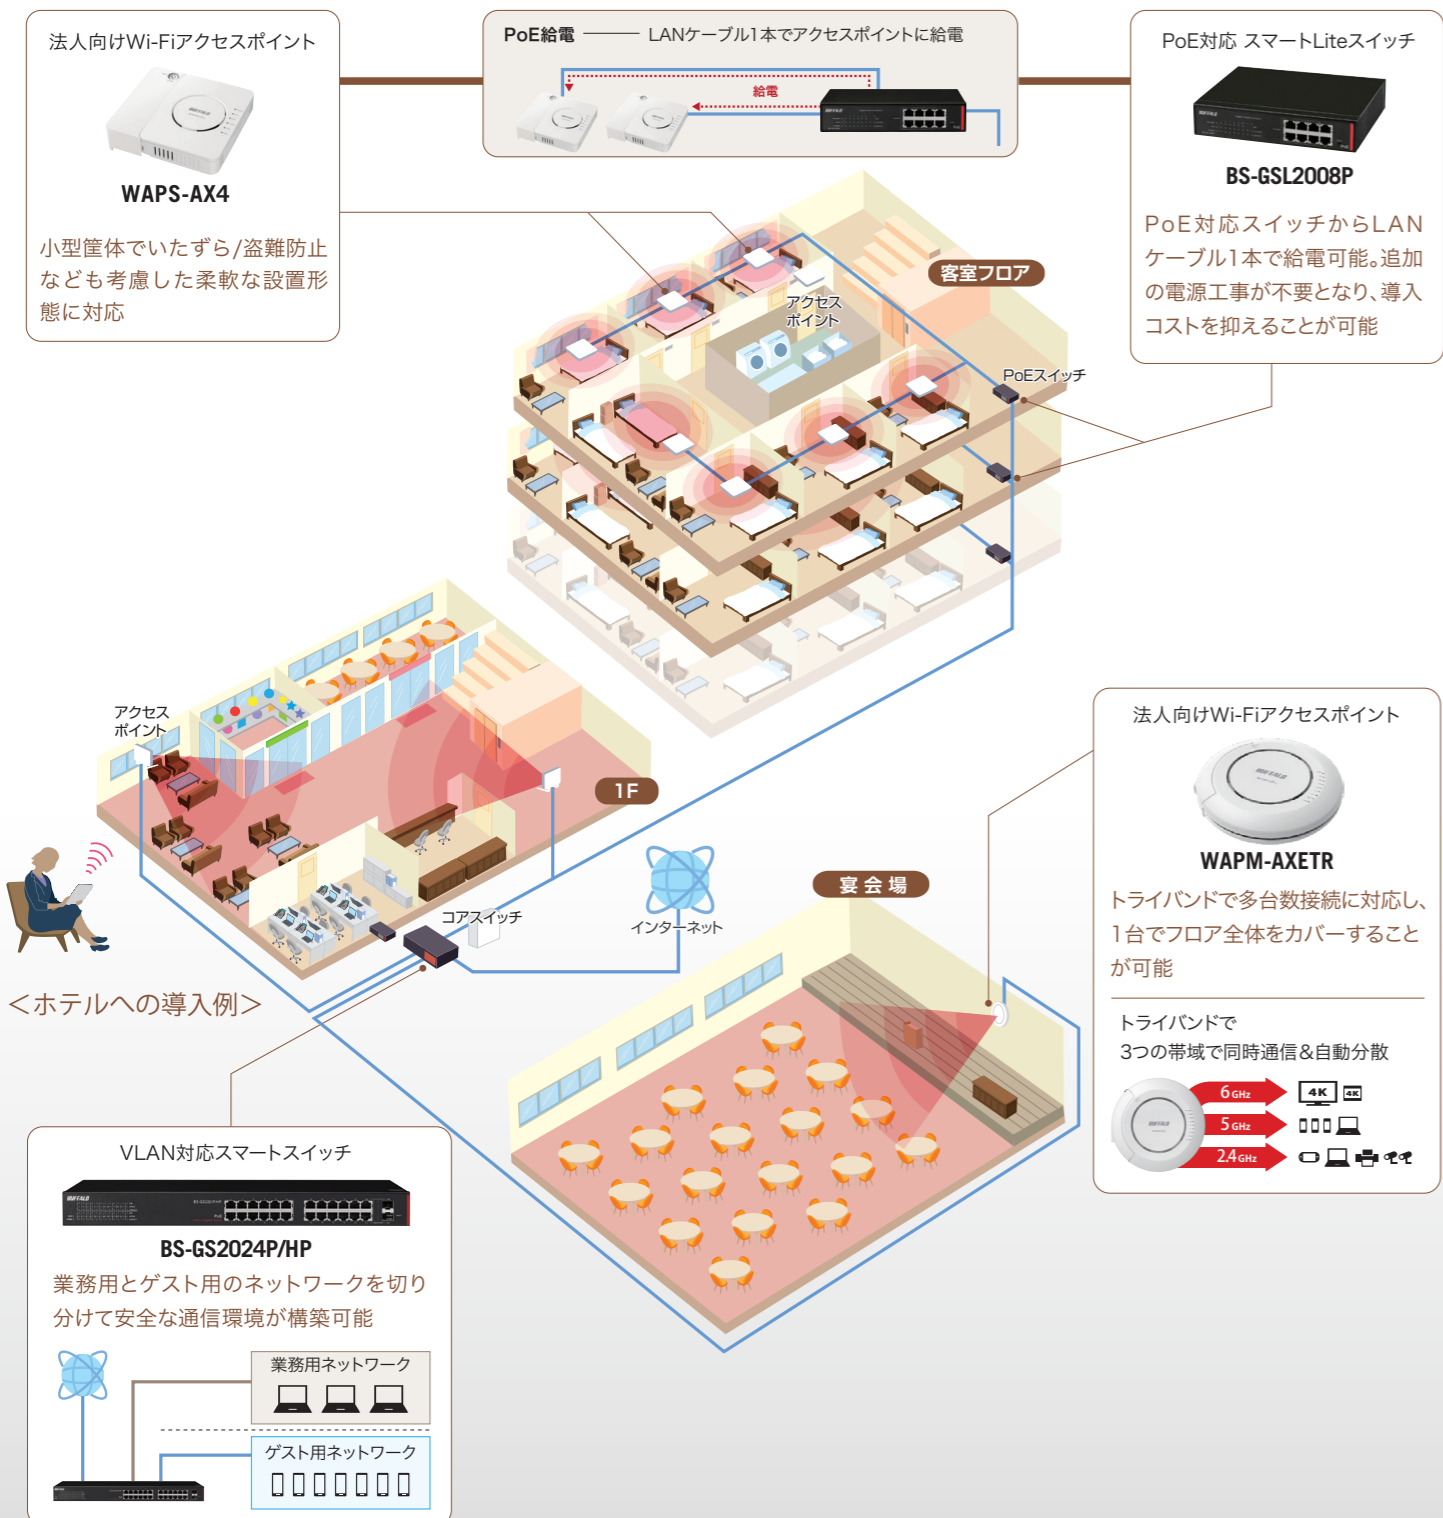 法人向けWi-Fiアクセスポイント
WAPS-AX4
小型筐体でいたずら/盗難防止
なども考慮した柔軟な設置形
態に対応
PoE給電
LANケーブル1本でアクセスポイントに給電
給電
PoE対応 スマートLiteスイッチ
BUFFALO
BS-GSL2008P
PoE対応スイッチからLAN
ケーブル1本で給電可能。追加
の電源工事が不要となり、導入
コストを抑えることが可能
客室フロア
アクセス
ポイント
PoEスイッチ
アクセス
ポイント
1F
コアスイッチ
インターネット
宴会場
<ホテルへの導入例>
法人向けWi-Fiアクセスポイント
BUFFALO
WAPM-AXETR
トライバンドで多台数接続に対応し、
1台でフロア全体をカバーすること
が可能
トライバンドで
3つの帯域で同時通信&自動分散
6 GHz
4K
4K
5 GHz
2.4 GHz
VLAN対応スマートスイッチ
BUFFALO
BS-GS2024P/HP
業務用とゲスト用のネットワークを切り
分けて安全な通信環境が構築可能
業務用ネットワーク
ゲスト用ネットワーク